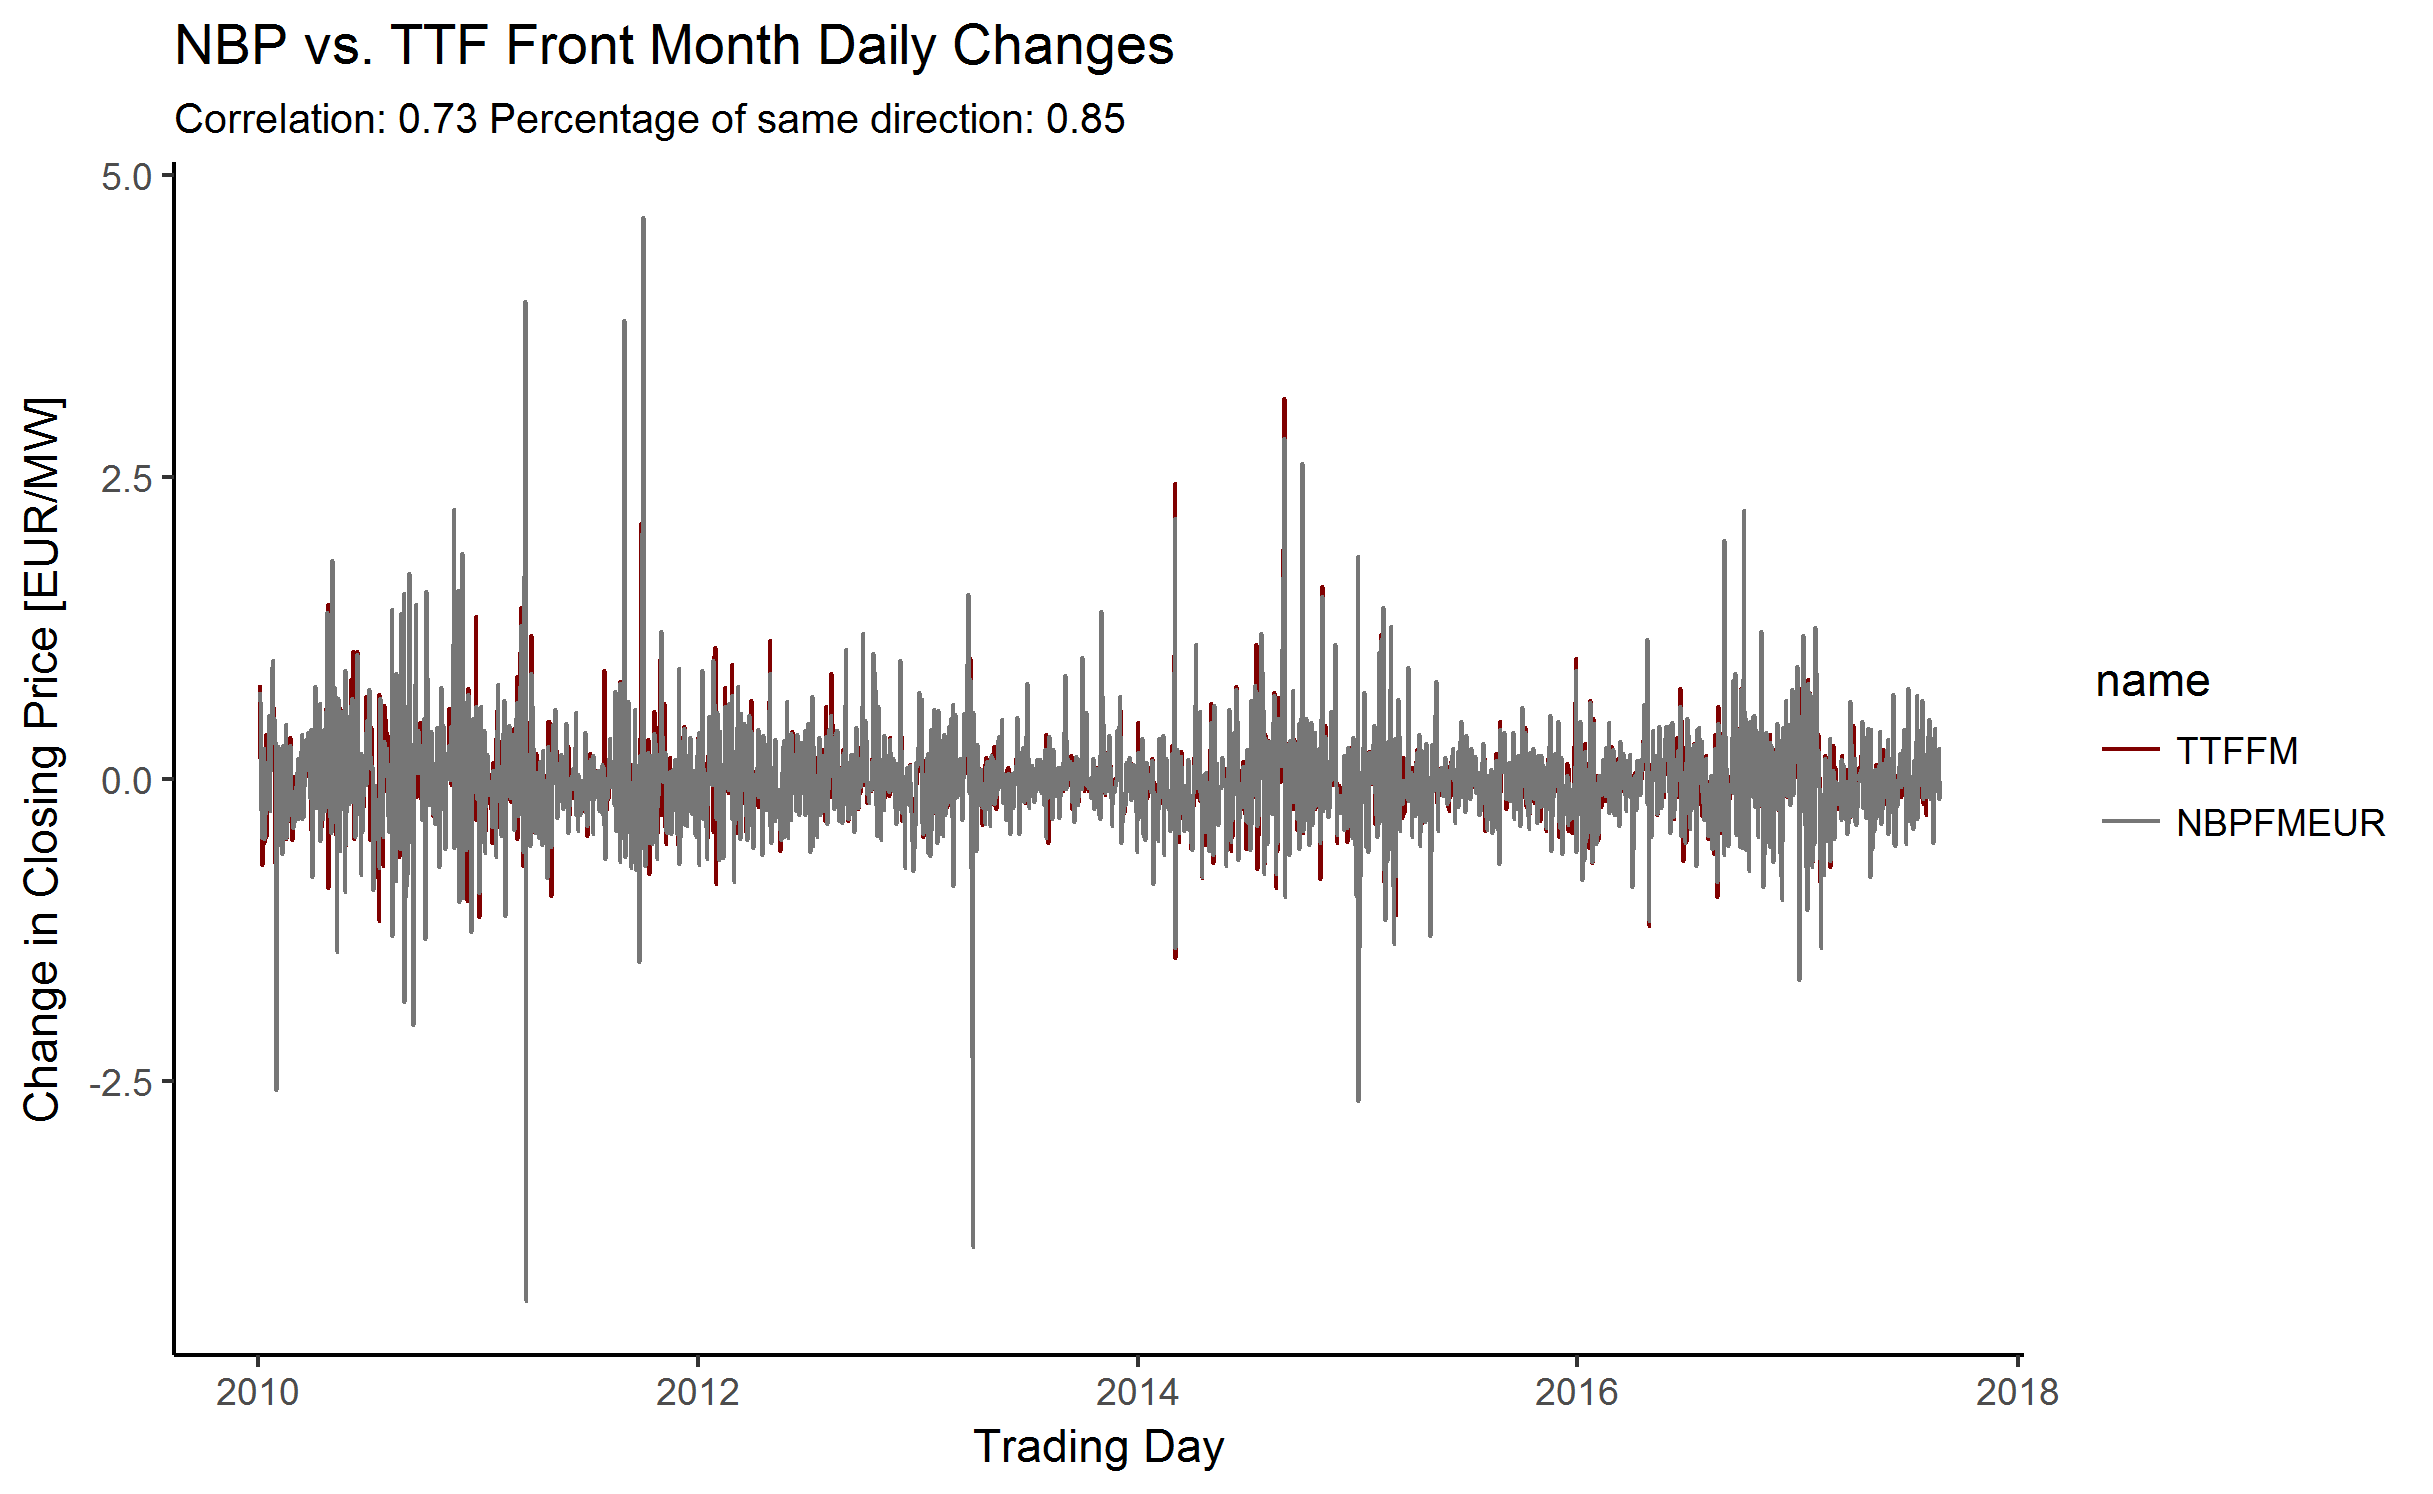 NBP vs. TTF Front Month Daily Changes
Correlation: 0.73 Percentage of same direction: 0.85
Change in Closing Price [EUR/MW]
5.0
2.5
0.0
-2.5
2010
2012
2014
2016
2018
Trading Day
name
TTFFM
NBPFMEUR